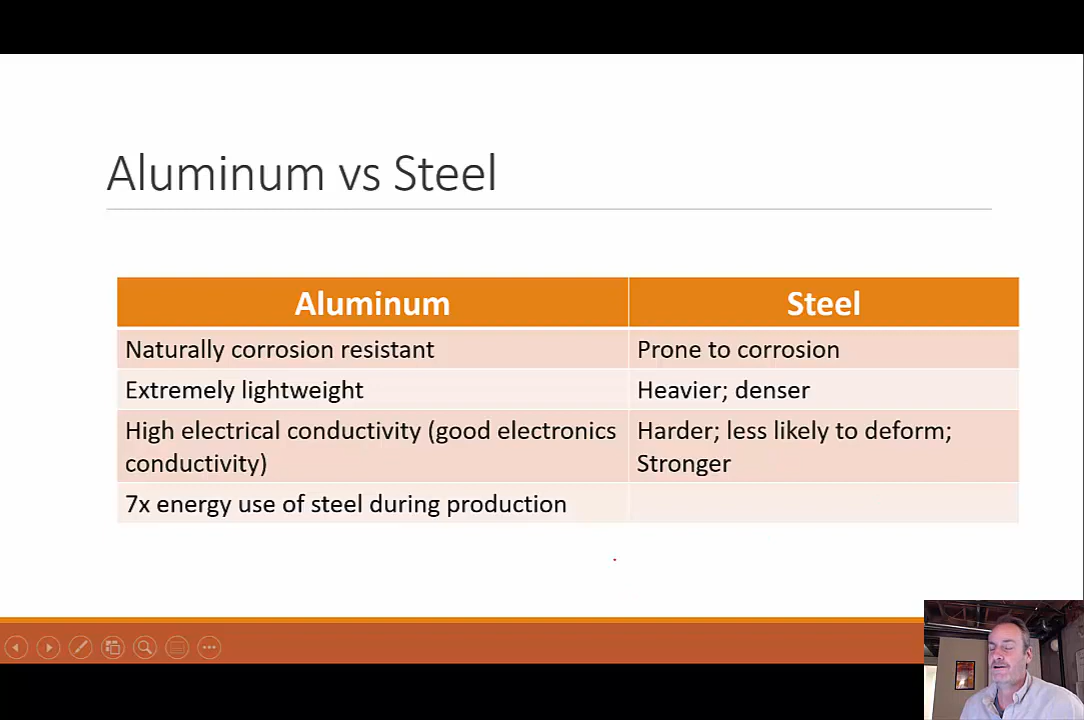 Aluminum vs Steel
Aluminum
Steel
Naturally corrosion resistant
Prone to corrosion
Extremely lightweight
Heavier; denser
High electrical conductivity (good electronics
conductivity)
Harder; less likely to deform;
Stronger
7x energy use of steel during production